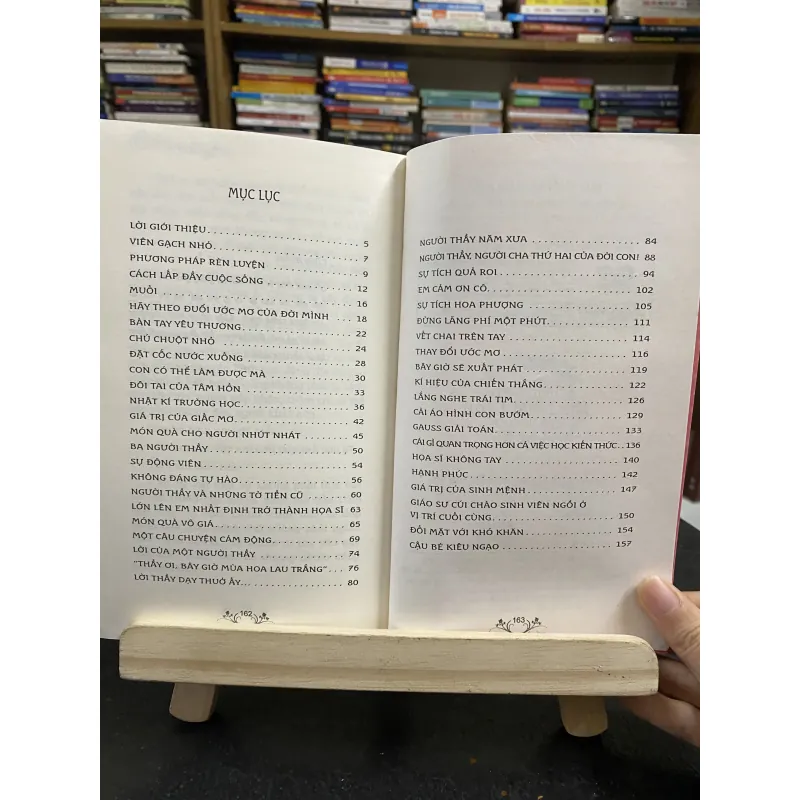 MỤC LỤC
LỜI GIỚI THIỆU 5
VIÊN GẠCH NHỎ 7
PHƯƠNG PHÁP RÈN LUYỆN 9
CÁCH LẤP ĐẦY CUỘC SỐNG 12
MUỐI 16
HÃY THEO ĐUỔI ƯỚC MƠ CỦA ĐỜI MÌNH 18
BÀN TAY YÊU THƯƠNG 22
CHÚ CHUỘT NHỎ 24
ĐẶT CỐC NƯỚC XUỐNG 28
CON CÓ THỂ LÀM ĐƯỢC MÀ 30
ĐÔI TAI CỦA TÂM HỒN 33
NHẬT KÍ TRƯỜNG HỌC 36
GIÁ TRỊ CỦA GIẤC MƠ 42
MÓN QUÀ CHO NGƯỜI NHÚT NHÁT 45
BA NGƯỜI THẦY 50
SỰ ĐỘNG VIÊN 54
KHÔNG ĐÁNG TỰ HÀO 56
NGƯỜI THẦY VÀ NHỮNG TỜ TIỀN CŨ 60
LỚN LÊN EM NHẤT ĐỊNH TRỞ THÀNH HỌA SĨ 63
MÓN QUÀ VÔ GIÁ 65
MỘT CÂU CHUYỆN CẢM ĐỘNG 69
LỜI CỦA MỘT NGƯỜI THẦY 74
"THẦY ƠI, BÂY GIỜ MÙA HOA LAU TRẮNG" 76
LỜI THẦY DẠY THUỞ ẤY... 80
162
NGƯỜI THẦY NĂM XƯA 84
NGƯỜI THẦY, NGƯỜI CHA THỨ HAI CỦA ĐỜI CON! 88
SỰ TÍCH QUẢ ROI 94
EM CẢM ƠN CÔ 102
SỰ TÍCH HOA PHƯỢNG 105
ĐỪNG LÃNG PHÍ MỘT PHÚT 111
VẾT CHAI TRÊN TAY 114
THAY ĐỔI ƯỚC MƠ 116
BÂY GIỜ SẼ XUẤT PHÁT 119
KÍ HIỆU CỦA CHIẾN THẮNG 122
LẮNG NGHE TRÁI TIM 126
CÁI ÁO HÌNH CON BƯỚM 129
GAUSS GIẢI TOÁN 133
CÁI GÌ QUAN TRỌNG HƠN CẢ VIỆC HỌC KIẾN THỨC 136
HỌA SĨ KHÔNG TAY 140
HẠNH PHÚC 142
GIÁ TRỊ CỦA SINH MỆNH 147
GIÁO SƯ CÚI CHÀO SINH VIÊN NGỒI Ở
VỊ TRÍ CUỐI CÙNG 150
ĐỐI MẶT VỚI KHÓ KHĂN 154
CẬU BÉ KIÊU NGẠO 157
163